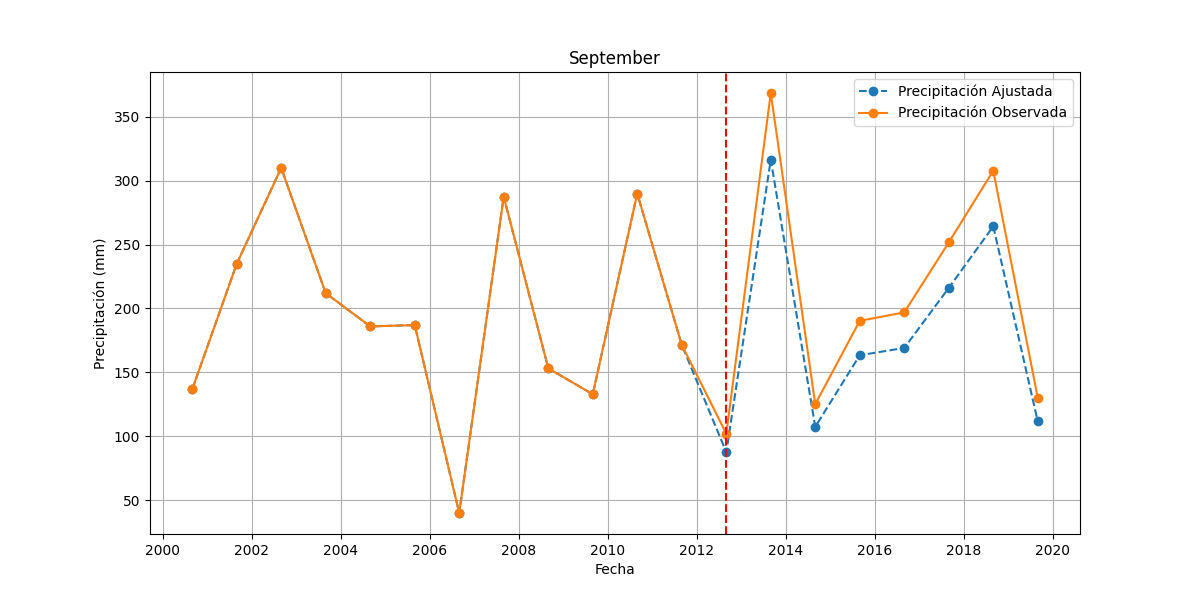 September
Precipitación Ajustada
Precipitación Observada
Precipitación (mm)
350
300
250
200
150
100
50
2000 2002 2004 2006 2008 2010 2012 2014 2016 2018 2020
Fecha